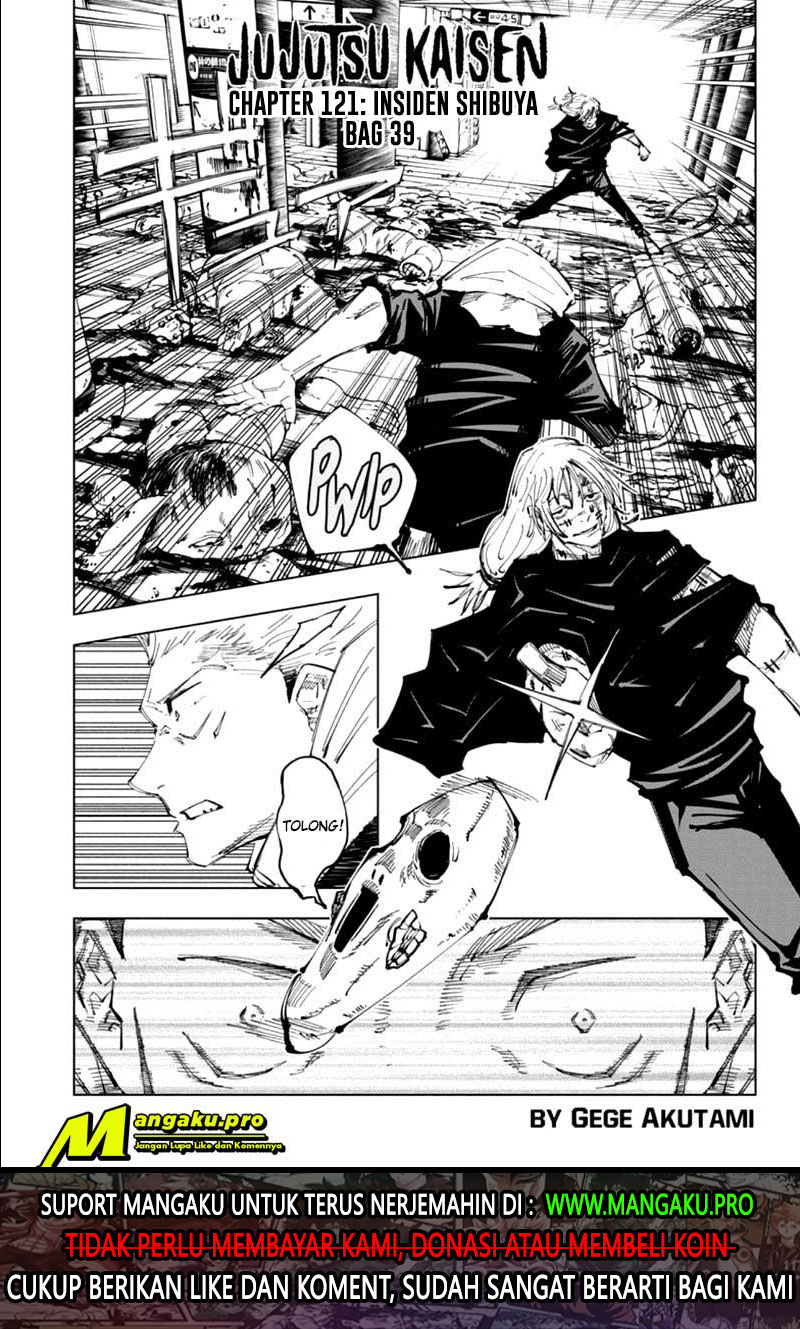 JUJUTSU KAISEN
CHAPTER 121: INSIDEN SHIBUYA
BAG 39
PWIP
TOLONG!
Mangaku.pro
Jangan Lupa Like dan Komennya
BY GEGE AKUTAMI
SUPORT MANGAKU UNTUK TERUS NERJEMAHIN DI : WWW.MANGAKU.PRO
TIDAK PERLU MEMBAYAR KAMI, DONASI ATAU MEMBELI KOIN
CUKUP BERIKAN LIKE DAN KOMENT, SUDAH SANGAT BERARTI BAGI KAMI